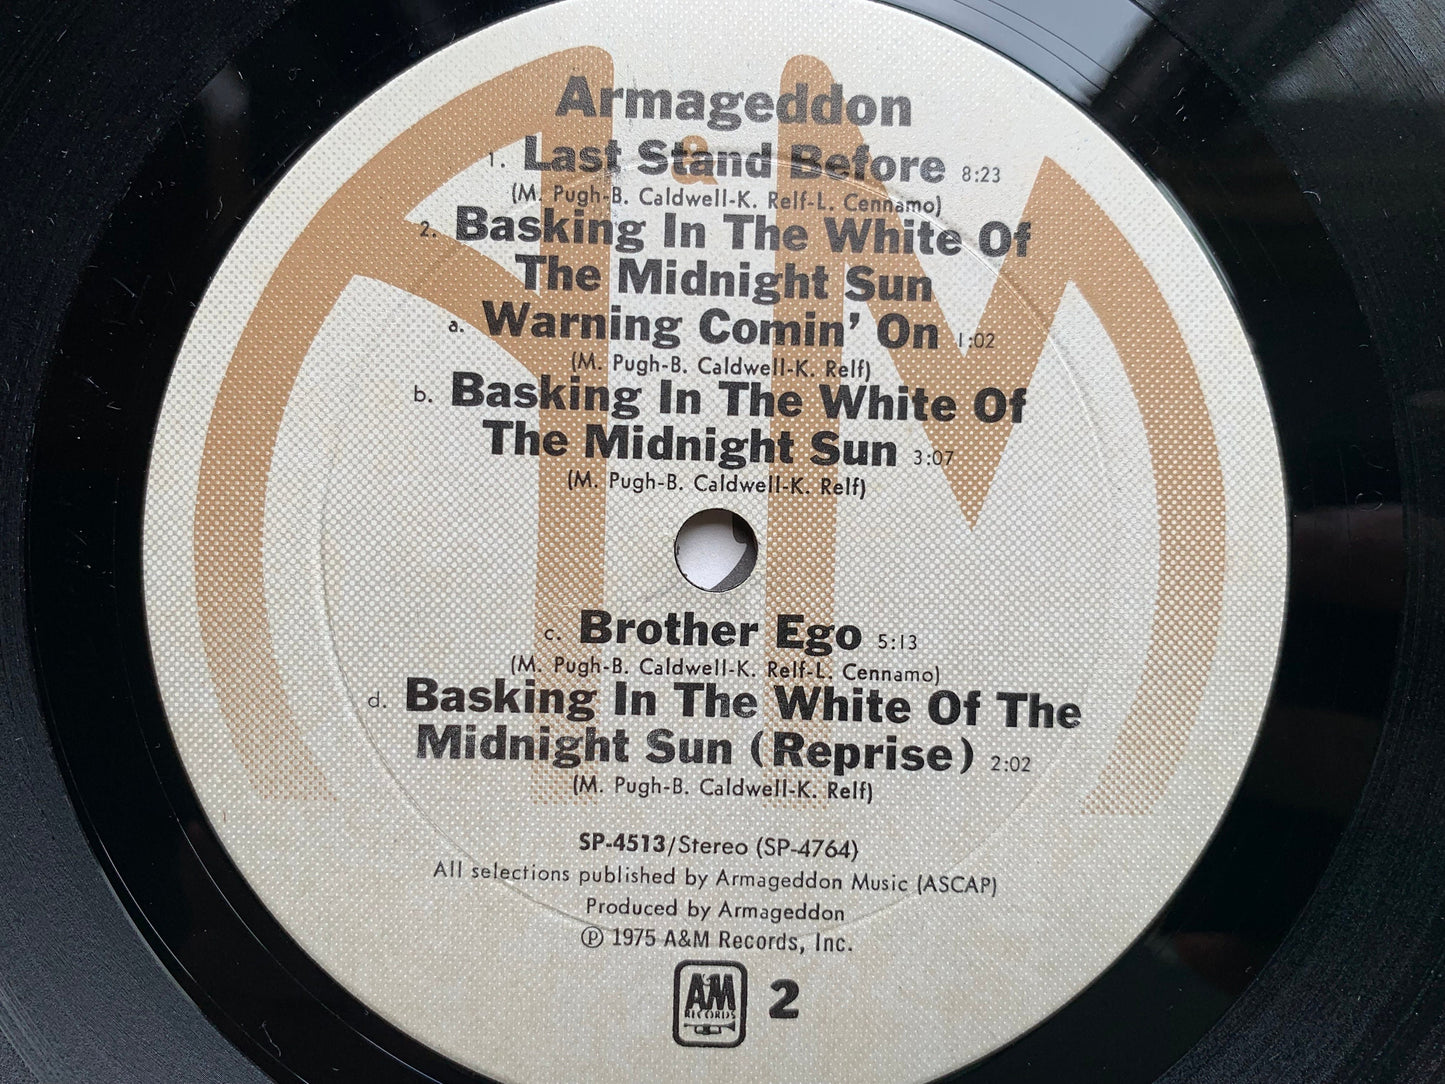 Armageddon
&
1. Last Stand Before 8:23
(M. Pugh-B. Caldwell-K. Relf-L. Cennamo)
2. Basking In The White Of
The Midnight Sun
a. Warning Comin' On 1:02
(M. Pugh-B. Caldwell-K. Relf)
b. Basking In The White Of
The Midnight Sun 3:07
(M. Pugh-B. Caldwell-K. Relf)
c. Brother Ego 5:13
(M. Pugh-B. Caldwell-K. Relf-L. Cennamo)
d. Basking In The White Of The
Midnight Sun (Reprise) 2:02
(M. Pugh-B. Caldwell-K. Relf)
SP-4513/Stereo (SP-4764)
All selections published by Armageddon Music (ASCAP)
Produced by Armageddon
℗ 1975 A&M Records, Inc.
AM 2
RECORDS